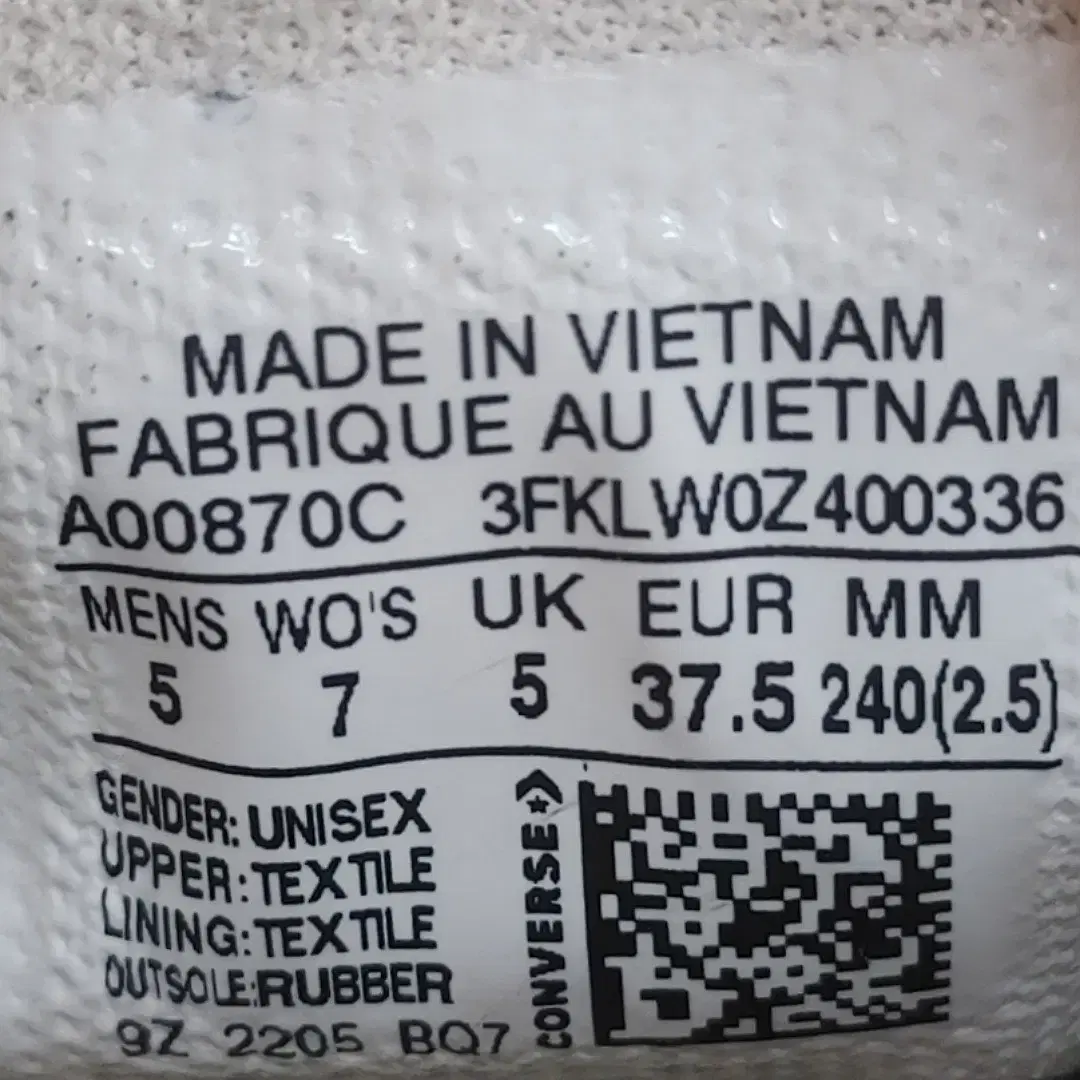 MADE IN VIETNAM
FABRIQUE AU VIETNAM
A00870C 3FKLW0Z400336
MENS WO'S UK EUR MM
5 7 5 37.5 240(2.5)
GENDER: UNISEX
UPPER: TEXTILE
LINING: TEXTILE
OUTSOLE: RUBBER
9Z 2205 BQ7
CONVERSE